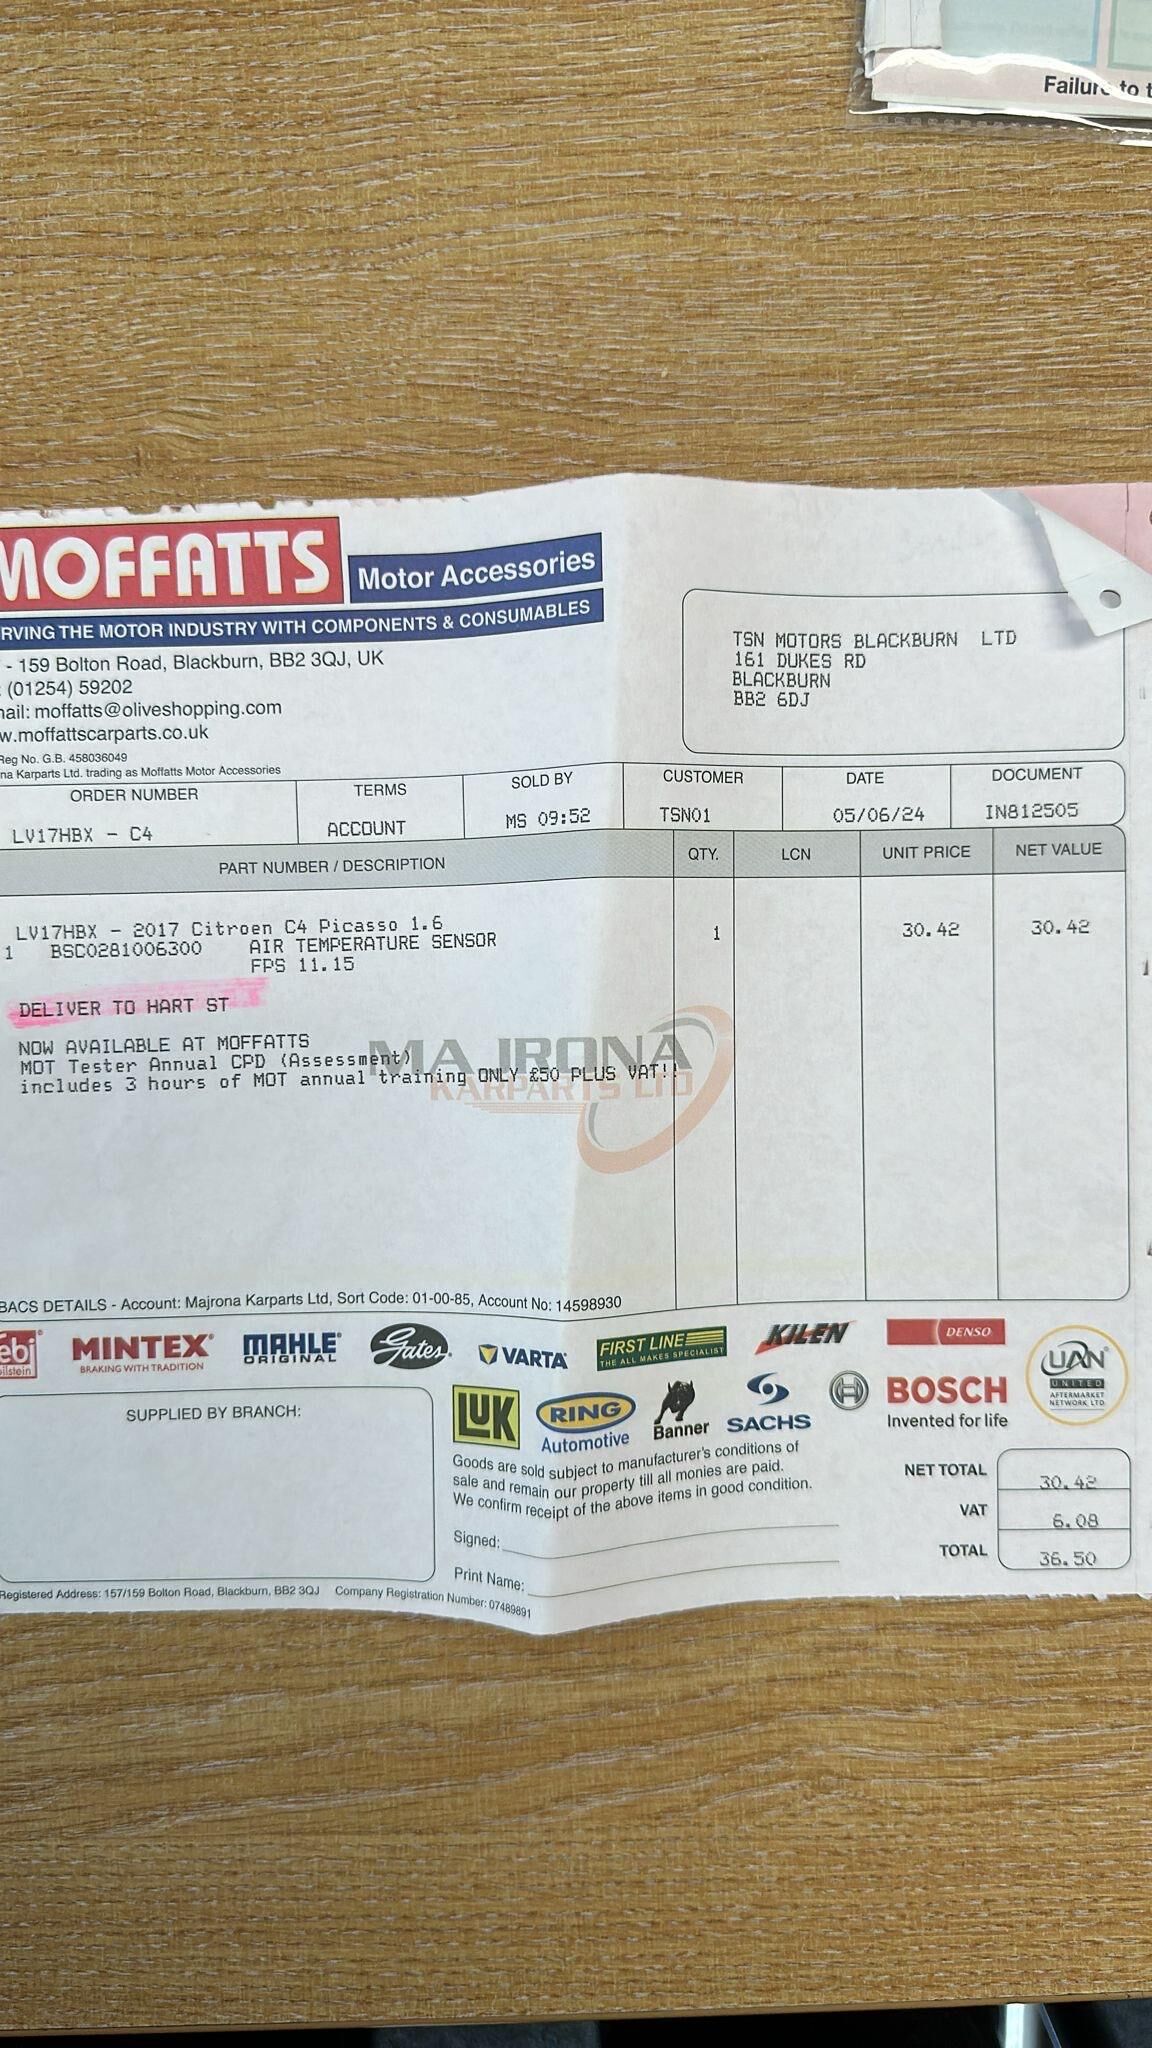 Failure to t
MOFFATTS
Motor Accessories
RVING THE MOTOR INDUSTRY WITH COMPONENTS & CONSUMABLES
- 159 Bolton Road, Blackburn, BB2 3QJ, UK
: (01254) 59202
nail: moffatts@oliveshopping.com
w.moffattscarparts.co.uk
Reg No. G.B. 458036049
na Karparts Ltd. trading as Moffatts Motor Accessories
TSN MOTORS BLACKBURN LTD
161 DUKES RD
BLACKBURN
BB2 6DJ
ORDER NUMBER TERMS SOLD BY CUSTOMER DATE DOCUMENT
LV17HBX - C4 ACCOUNT MS 09:52 TSN01 05/06/24 IN812505
PART NUMBER / DESCRIPTION QTY. LCN UNIT PRICE NET VALUE
LV17HBX - 2017 Citroen C4 Picasso 1.6
1 BSC0281006300 AIR TEMPERATURE SENSOR 1 30.42 30.42
FPS 11.15
DELIVER TO HART ST
NOW AVAILABLE AT MOFFATTS
MOT Tester Annual CPD (Assessment)
includes 3 hours of MOT annual training ONLY £50 PLUS VAT!!
MAJRONA
KARPARTS LTD
BACS DETAILS - Account: Majrona Karparts Ltd, Sort Code: 01-00-85, Account No: 14598930
ebi
ilstein
MINTEX
BRAKING WITH TRADITION
MAHLE
ORIGINAL
Gates
VARTA
FIRST LINE
THE ALL MAKES SPECIALIST
KILEN
DENSO
UAN
UNITED
AFTERMARKET
NETWORK LTD
LUK
RING
Automotive
Banner
SACHS
BOSCH
Invented for life
SUPPLIED BY BRANCH:
Goods are sold subject to manufacturer's conditions of
sale and remain our property till all monies are paid.
We confirm receipt of the above items in good condition.
Signed:
Print Name:
NET TOTAL 30.42
VAT 6.08
TOTAL 36.50
Registered Address: 157/159 Bolton Road, Blackburn, BB2 3QJ Company Registration Number: 07489891